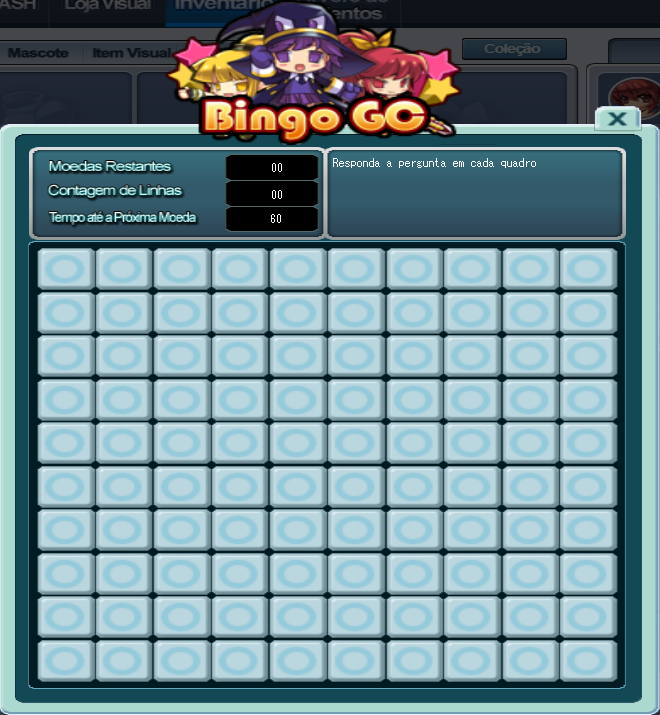 Loja Visual
Inventário
entos
Mascote
Item Visual
Coleção
Bingo GC
X
Moedas Restantes
00
Responda a pergunta em cada quadro
Contagem de Linhas
00
Tempo até a Próxima Moeda
60